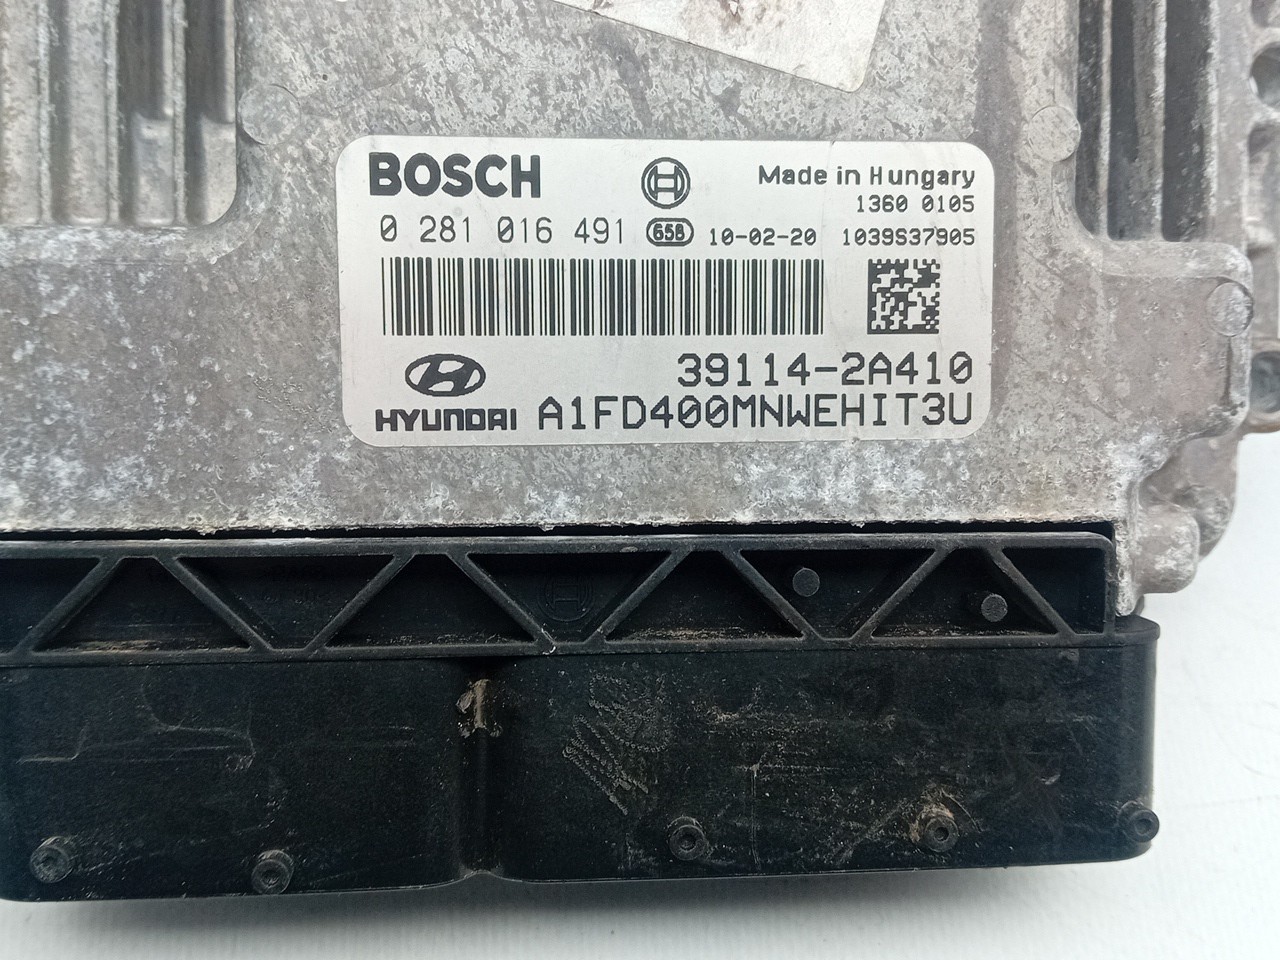 BOSCH
Made in Hungary
1360 0105
0 281 016 491 658 10-02-20 1039S37905
39114-2A410
HYUNDAI A1FD400MNWEHIT3U